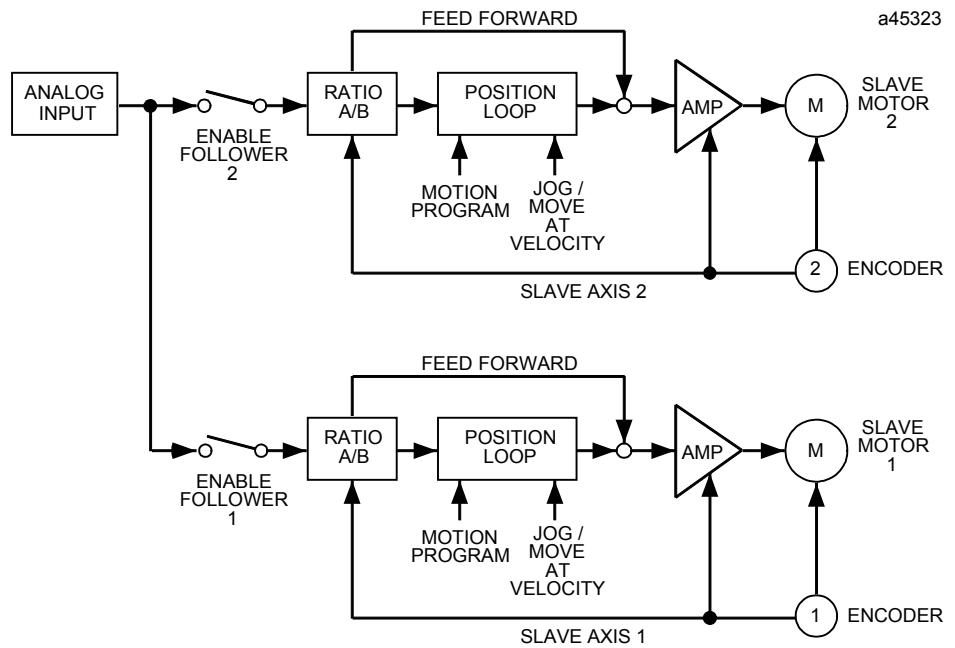 FEED FORWARD
a45323
ANALOG
INPUT
ENABLE
FOLLOWER
2
RATIO
A/B
POSITION
LOOP
MOTION
PROGRAM
JOG /
MOVE
AT
VELOCITY
AMP
M
SLAVE
MOTOR
2
2
ENCODER
SLAVE AXIS 2
FEED FORWARD
ENABLE
FOLLOWER
1
RATIO
A/B
POSITION
LOOP
MOTION
PROGRAM
JOG /
MOVE
AT
VELOCITY
AMP
M
SLAVE
MOTOR
1
1
ENCODER
SLAVE AXIS 1